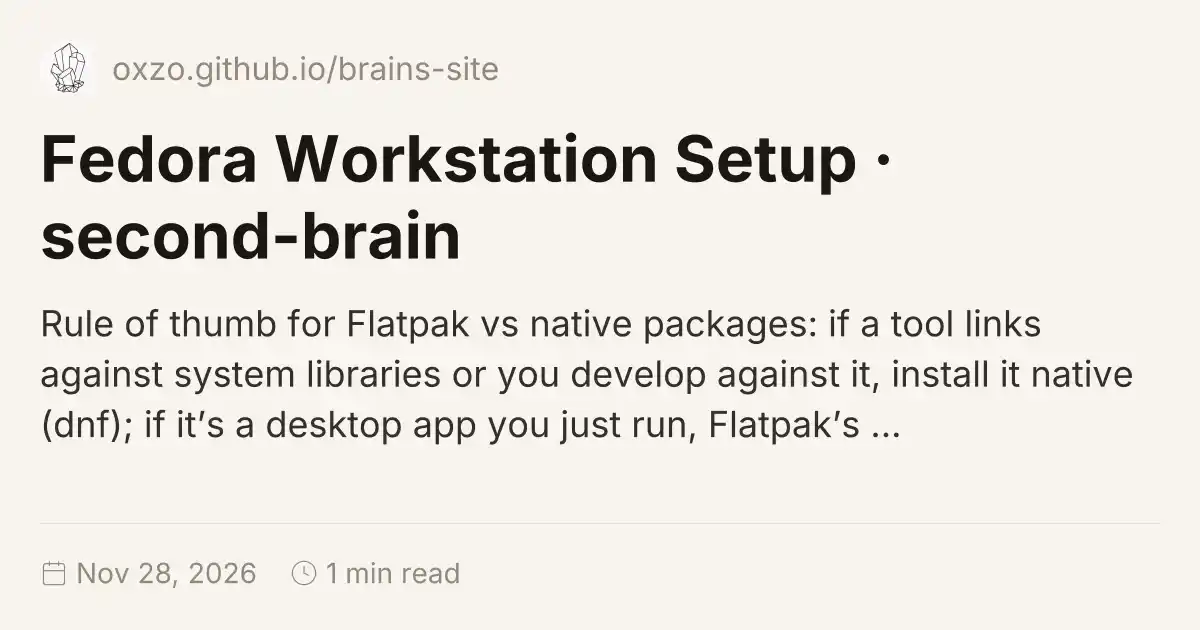 oxzo.github.io/brains-site
Fedora Workstation Setup ·
second-brain
Rule of thumb for Flatpak vs native packages: if a tool links
against system libraries or you develop against it, install it native
(dnf); if it’s a desktop app you just run, Flatpak’s ...
Nov 28, 2026 1 min read